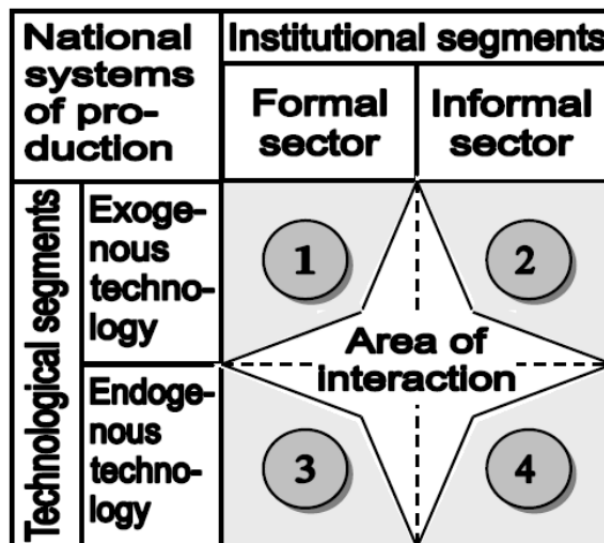 National
systems
of pro-
duction
Institutional segments
Formal
sector
Informal
sector
Technological segments
Exoge-
nous
techno-
logy
1
2
Area of
interaction
Endoge-
nous
techno-
logy
3
4